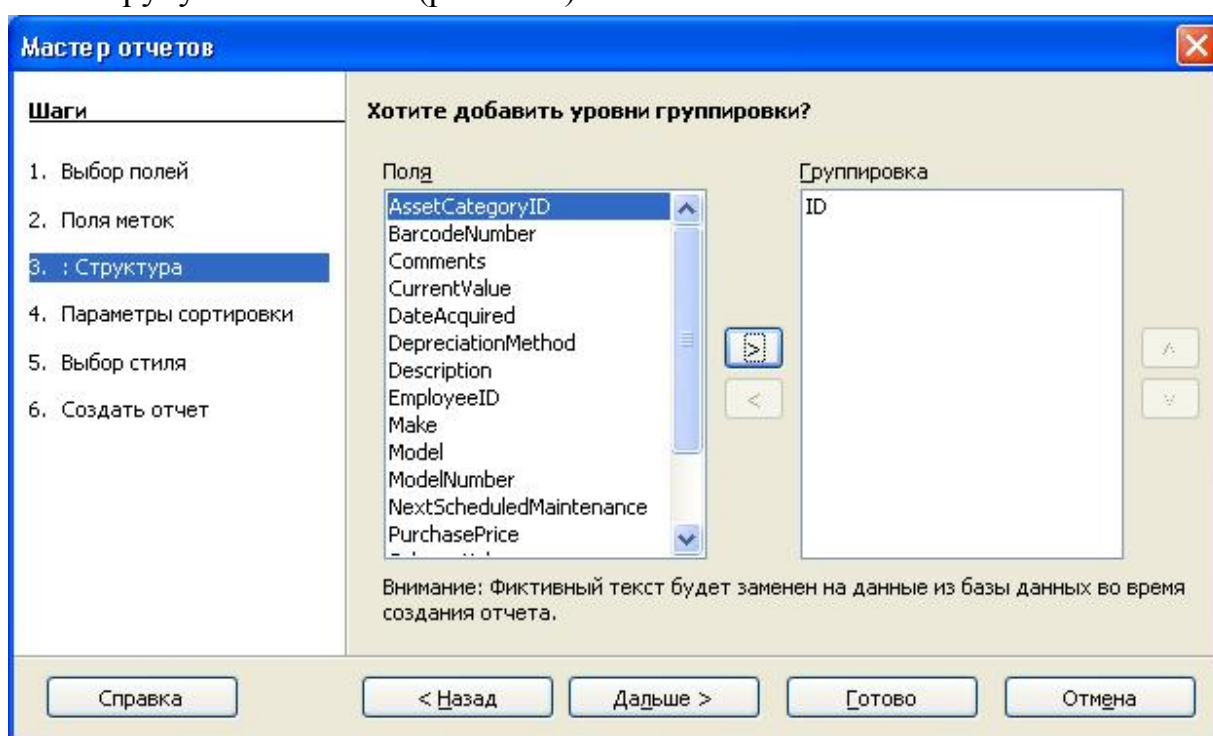 Мастер отчетов
Шаги
1. Выбор полей
2. Поля меток
3. : Структура
4. Параметры сортировки
5. Выбор стиля
6. Создать отчет
Хотите добавить уровни группировки?
Поля
AssetCategoryID
BarcodeNumber
Comments
CurrentValue
DateAcquired
DepreciationMethod
Description
EmployeeID
Make
Model
ModelNumber
NextScheduledMaintenance
PurchasePrice
>
<
Группировка
ID
Внимание: Фиктивный текст будет заменен на данные из базы данных во время
создания отчета.
Справка
< Назад
Дальше >
Готово
Отмена